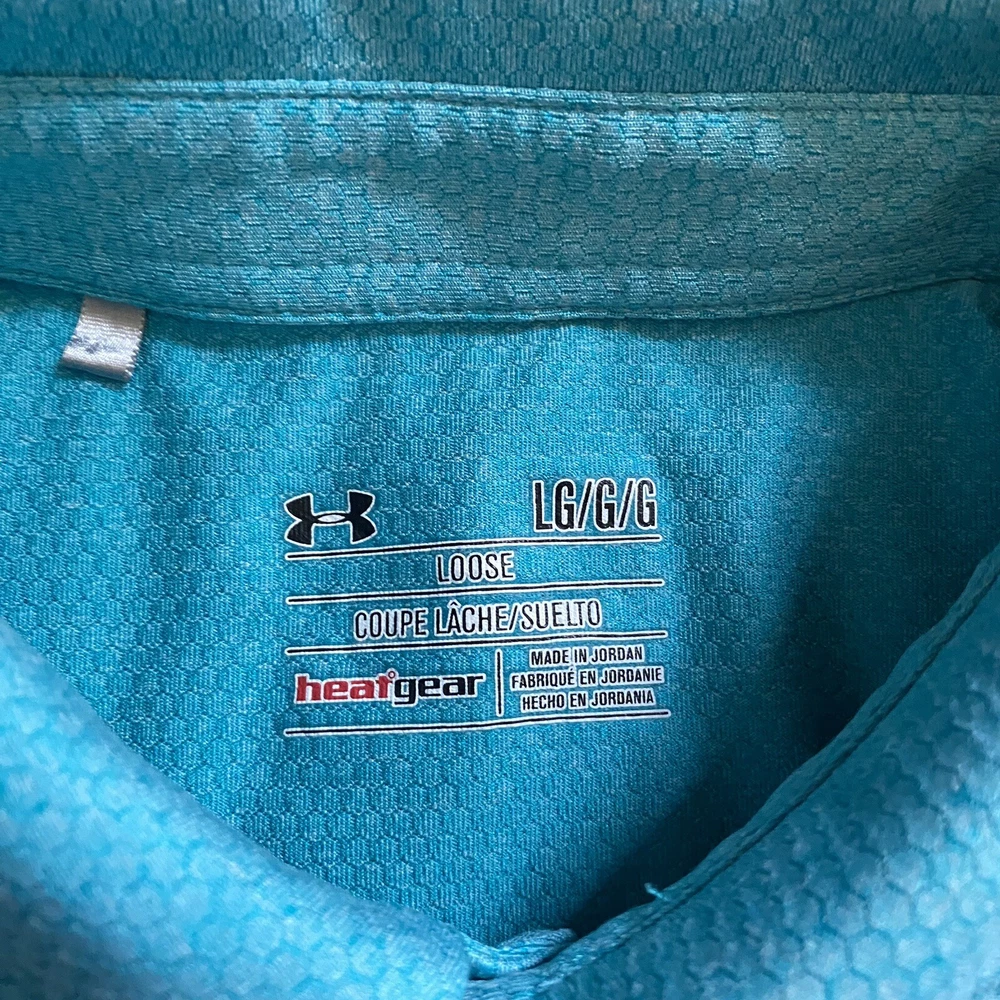 LG/G/G
LOOSE
COUPE LÂCHE/SUELTO
heatgear
MADE IN JORDAN
FABRIQUÉ EN JORDANIE
HECHO EN JORDANIA